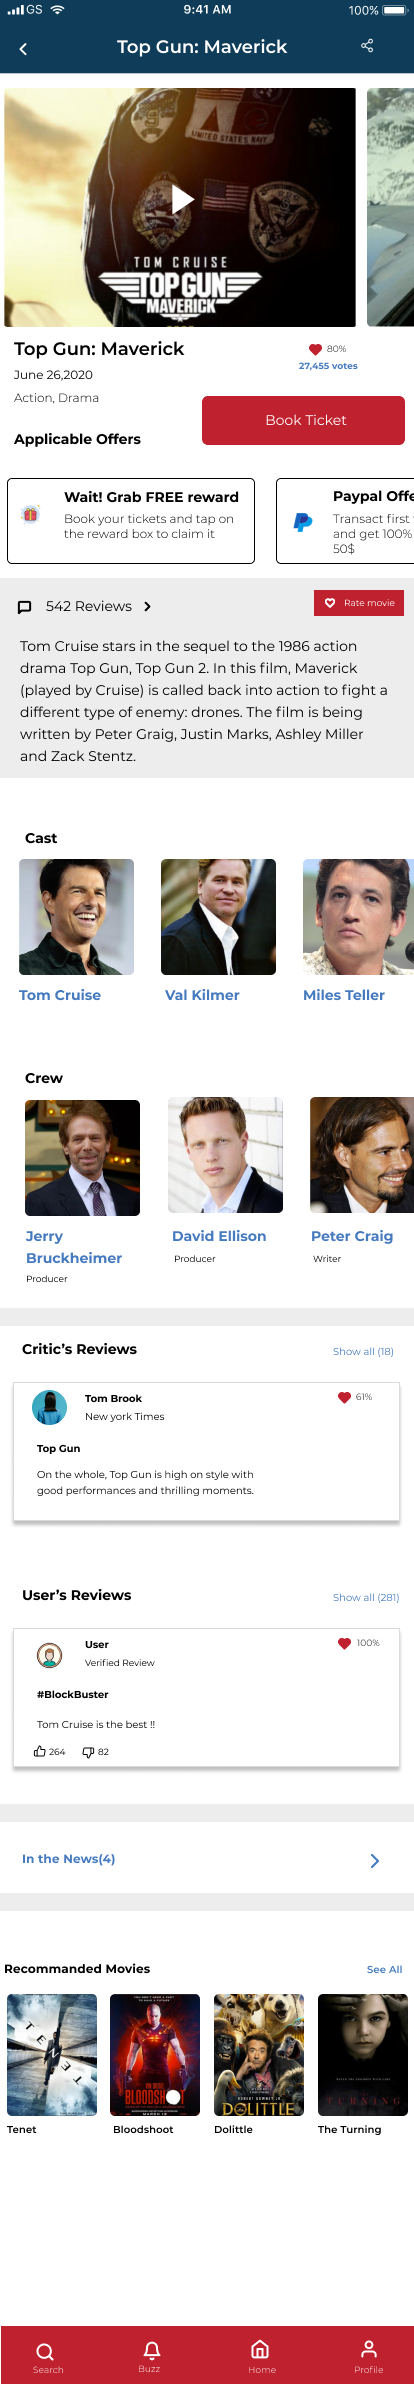 GS
9:41 AM
100%
Top Gun: Maverick
UNITED STATES NAVY
TOM CRUISE
TOP GUN
MAVERICK
Top Gun: Maverick
80%
27,455 votes
June 26,2020
Action, Drama
Book Ticket
Applicable Offers
Wait! Grab FREE reward
Book your tickets and tap on
the reward box to claim it
Paypal Offe
Transact first
and get 100%
50$
542 Reviews
Rate movie
Tom Cruise stars in the sequel to the 1986 action
drama Top Gun, Top Gun 2. In this film, Maverick
(played by Cruise) is called back into action to fight a
different type of enemy: drones. The film is being
written by Peter Graig, Justin Marks, Ashley Miller
and Zack Stentz.
Cast
Tom Cruise
Val Kilmer
Miles Teller
Crew
Jerry
Bruckheimer
Producer
David Ellison
Producer
Peter Craig
Writer
Critic's Reviews
Show all (18)
Tom Brook
New york Times
61%
Top Gun
On the whole, Top Gun is high on style with
good performances and thrilling moments.
User's Reviews
Show all (281)
User
Verified Review
100%
#BlockBuster
Tom Cruise is the best !!
264
82
In the News(4)
Recommanded Movies
See All
TENET
BLOODSHOT
DOLITTLE
TURNING
Tenet
Bloodshoot
Dolittle
The Turning
Search
Buzz
Home
Profile